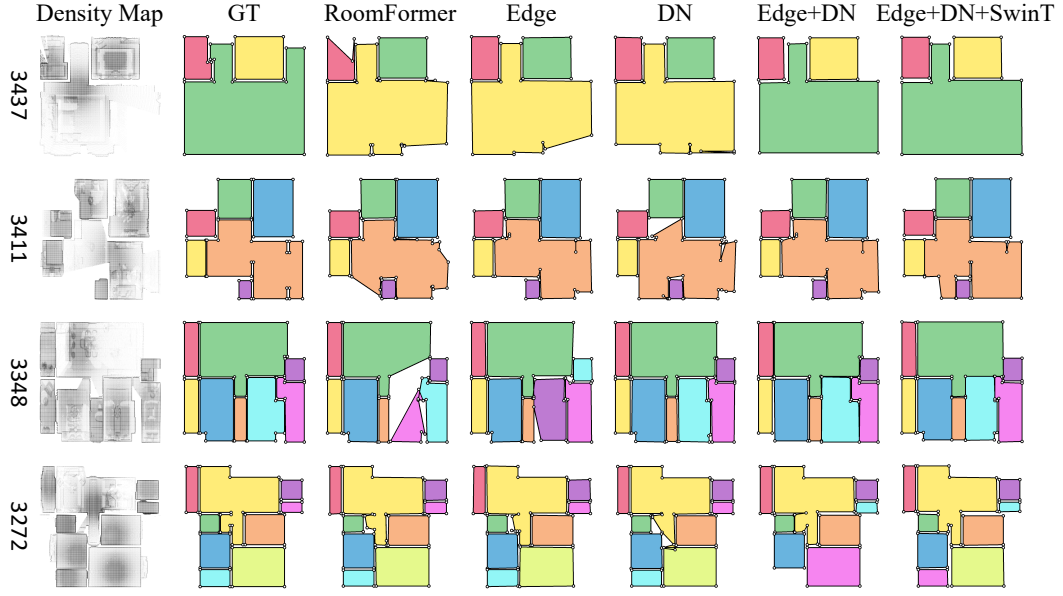 Density Map GT RoomFormer Edge DN Edge+DN Edge+DN+SwinT
3437
3411
3348
3272